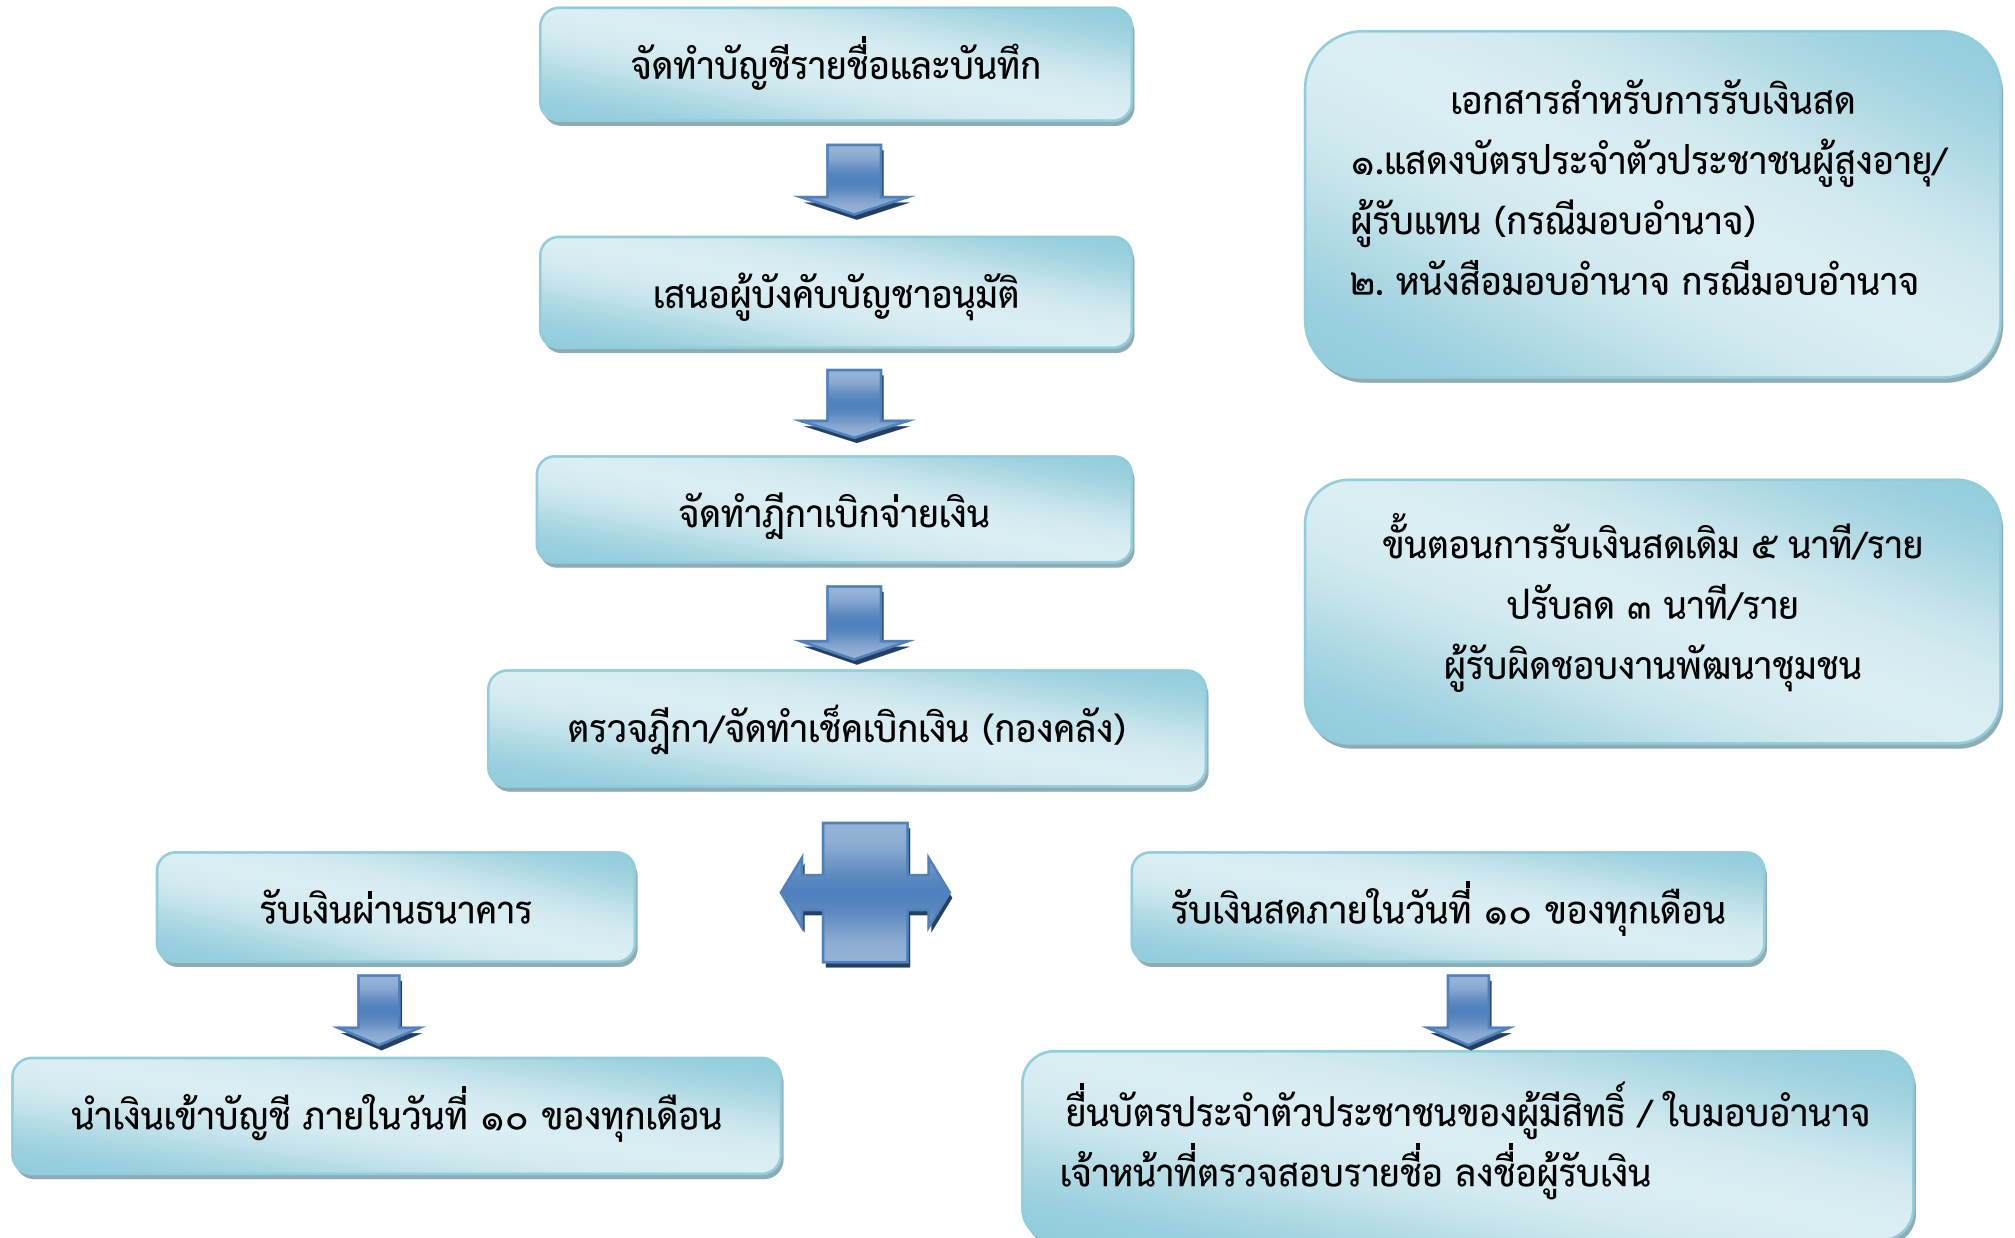 จัดทำบัญชีรายชื่อและบันทึก
เสนอผู้บังคับบัญชาอนุมัติ
จัดทำฎีกาเบิกจ่ายเงิน
ตรวจฎีกา/จัดทำเช็คเบิกเงิน (กองคลัง)
เอกสารสำหรับการรับเงินสด
๑.แสดงบัตรประจำตัวประชาชนผู้สูงอายุ/
ผู้รับแทน (กรณีมอบอำนาจ)
๒. หนังสือมอบอำนาจ กรณีมอบอำนาจ
ขั้นตอนการรับเงินสดเดิม ๕ นาที/ราย
ปรับลด ๓ นาที/ราย
ผู้รับผิดชอบงานพัฒนาชุมชน
รับเงินผ่านธนาคาร
รับเงินสดภายในวันที่ ๑๐ ของทุกเดือน
นำเงินเข้าบัญชี ภายในวันที่ ๑๐ ของทุกเดือน
ยื่นบัตรประจำตัวประชาชนของผู้มีสิทธิ์ / ใบมอบอำนาจ
เจ้าหน้าที่ตรวจสอบรายชื่อ ลงชื่อผู้รับเงิน